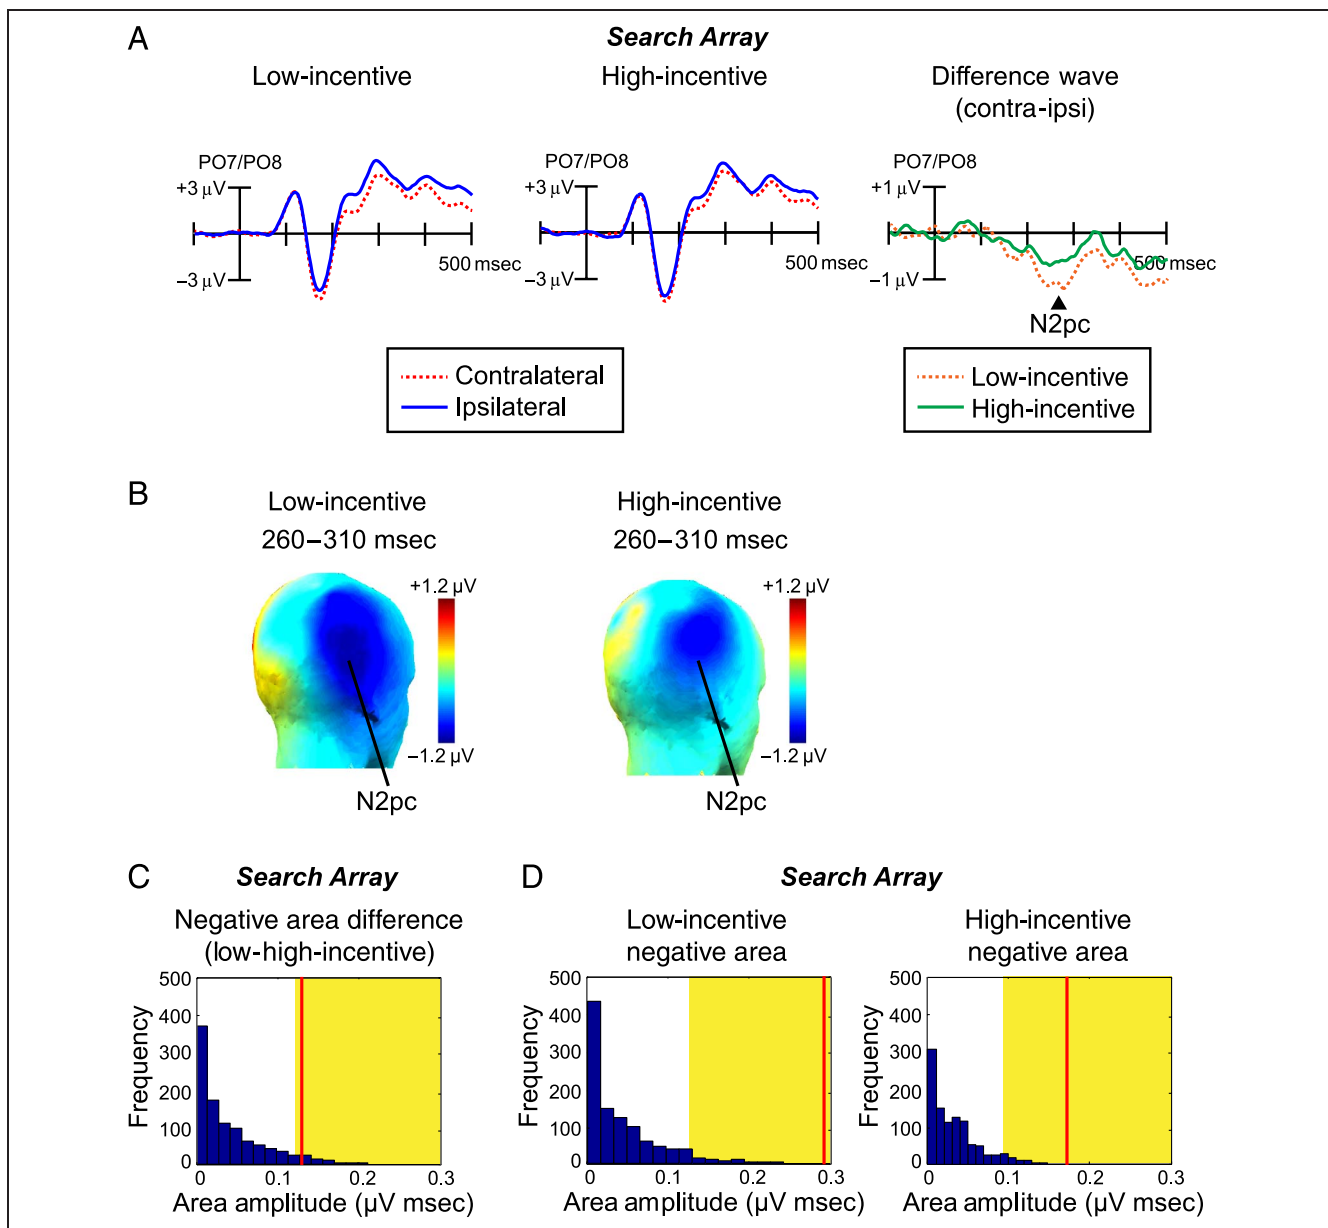 A
Search Array
Low-incentive
High-incentive
Difference wave
(contra-ipsi)
PO7/PO8
+3 µV
−3 µV
500 msec
PO7/PO8
+3 µV
−3 µV
500 msec
PO7/PO8
+1 µV
−1 µV
500 msec
N2pc
Contralateral
Ipsilateral
Low-incentive
High-incentive
B
Low-incentive
260–310 msec
+1.2 µV
−1.2 µV
N2pc
High-incentive
260–310 msec
+1.2 µV
−1.2 µV
N2pc
C
Search Array
Negative area difference
(low-high-incentive)
Frequency
500
400
300
200
100
0
0 0.2 0.3
Area amplitude (µV msec)
D
Search Array
Low-incentive
negative area
Frequency
500
400
300
200
100
0
0 0.1 0.2 0.3
Area amplitude (µV msec)
High-incentive
negative area
Frequency
500
400
300
200
100
0
0 0.1 0.2 0.3
Area amplitude (µV msec)